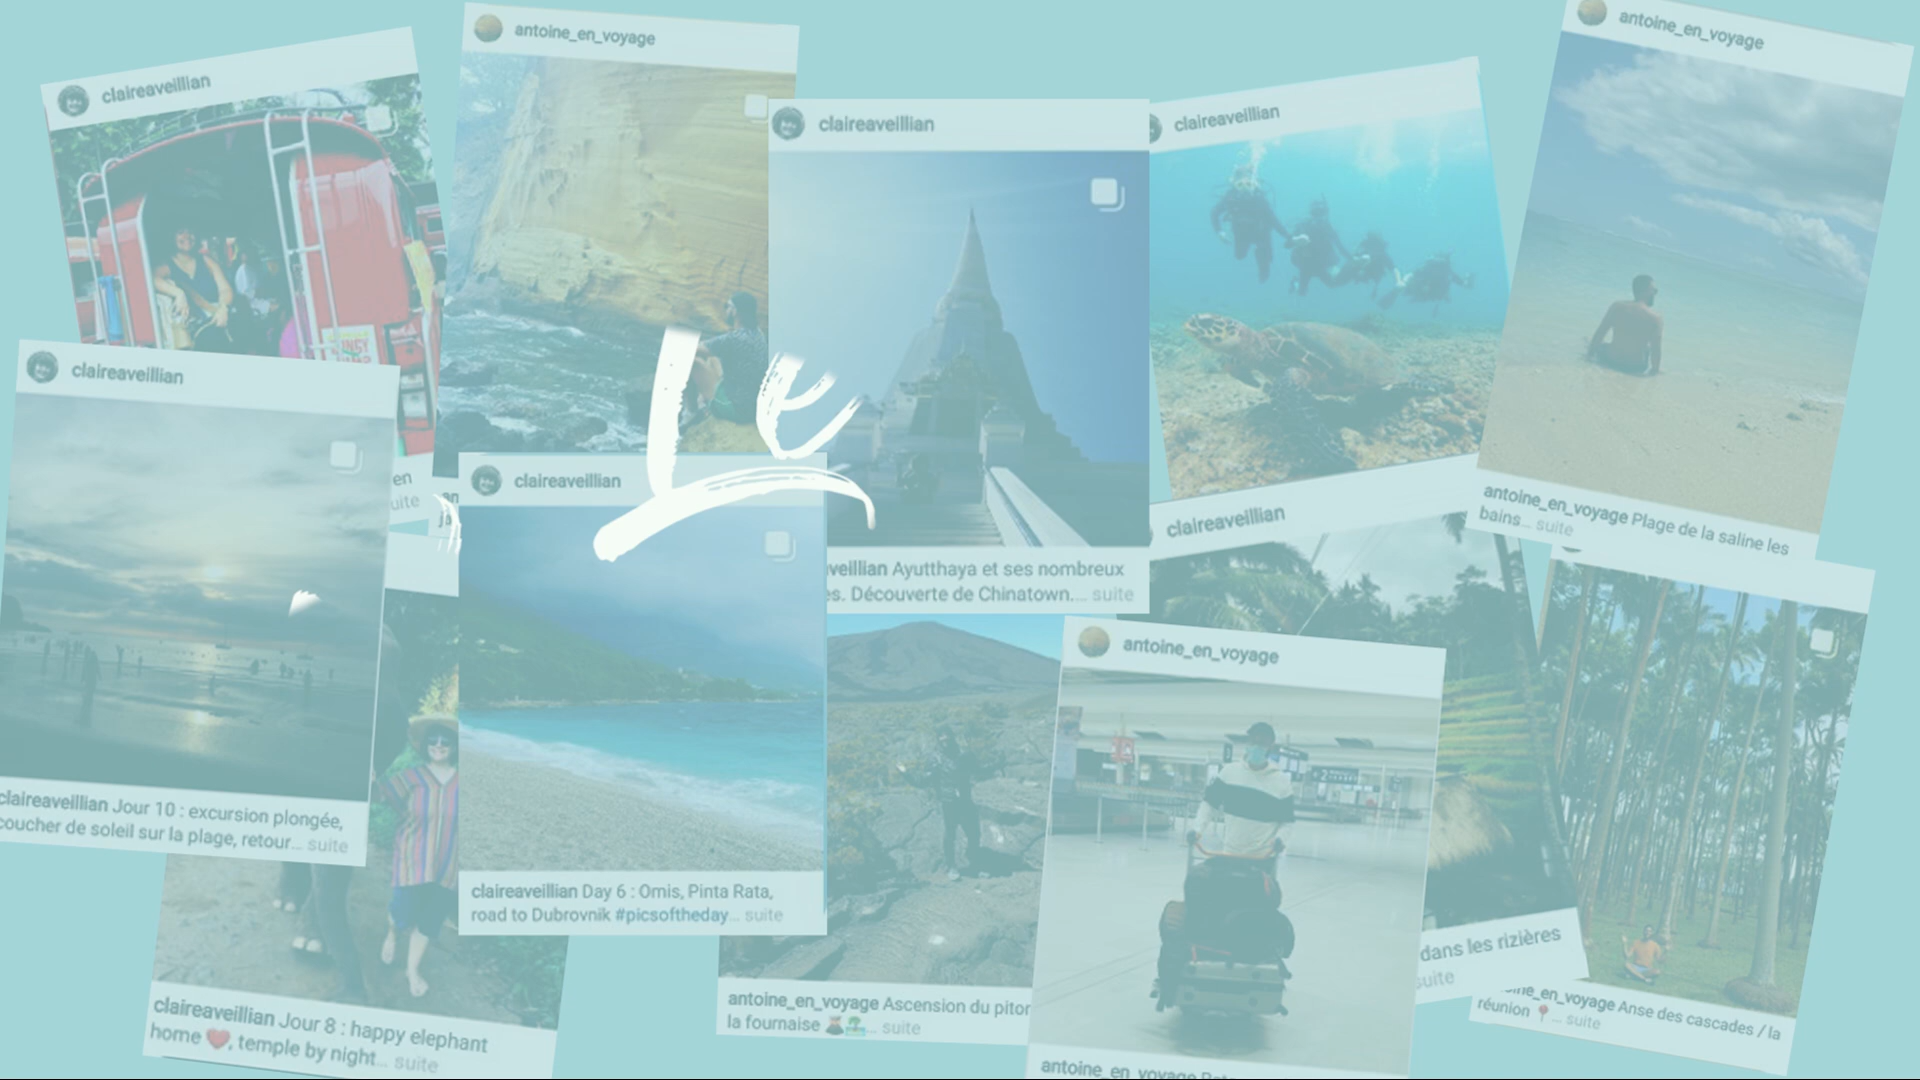 claireaveillian
antoine_en_voyage
claireaveillian
claireaveillian
antoine_en_voyage
claireaveillian
en
suite
Le
claireaveillian
antoine_en_voyage Plage de la saline les
bains... suite
claireaveillian
veillian Ayutthaya et ses nombreux
es. Découverte de Chinatown.... suite
antoine_en_voyage
claireaveillian Jour 10 : excursion plongée,
coucher de soleil sur la plage, retour... suite
claireaveillian Day 6 : Omis, Pinta Rata,
road to Dubrovnik #picsoftheday... suite
dans les rizières
suite
ine_en_voyage Anse des cascades / la
réunion 📍... suite
antoine_en_voyage Ascension du piton
la fournaise 🌋🏝... suite
claireaveillian Jour 8 : happy elephant
home ❤️, temple by night... suite
antoine_en_voyage